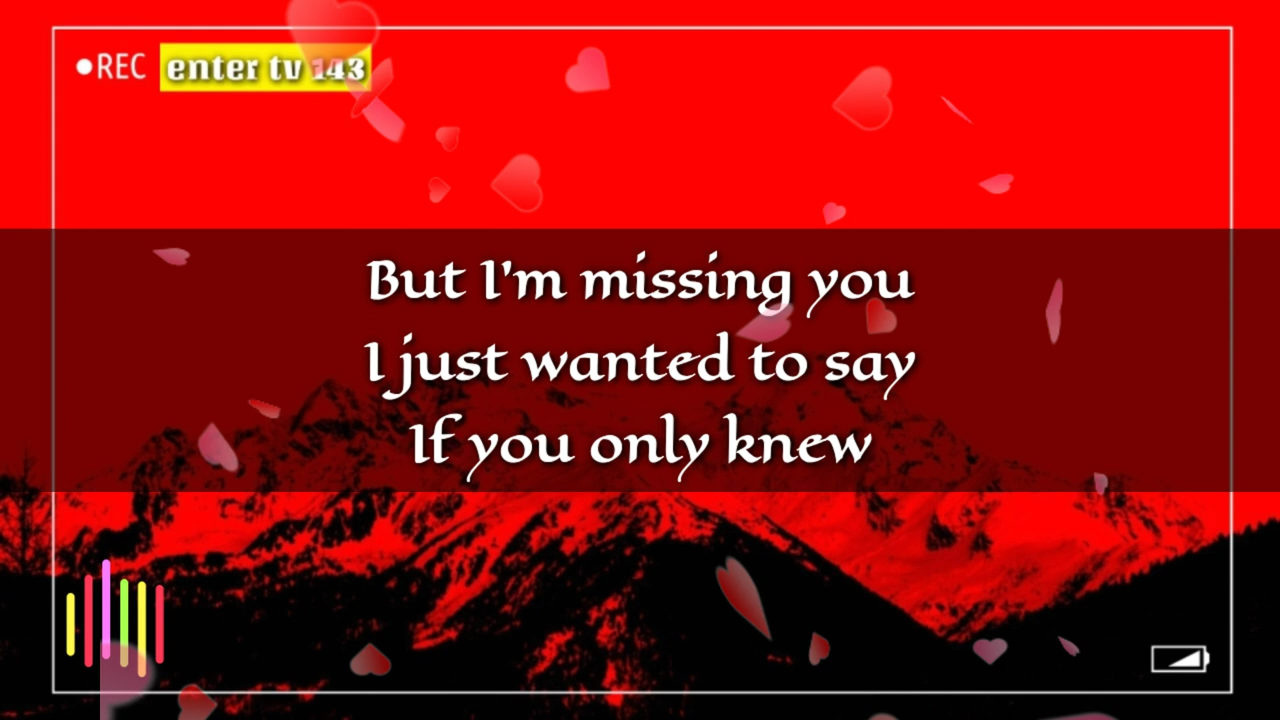 REC enter tv 143
But I'm missing you
I just wanted to say
If you only knew